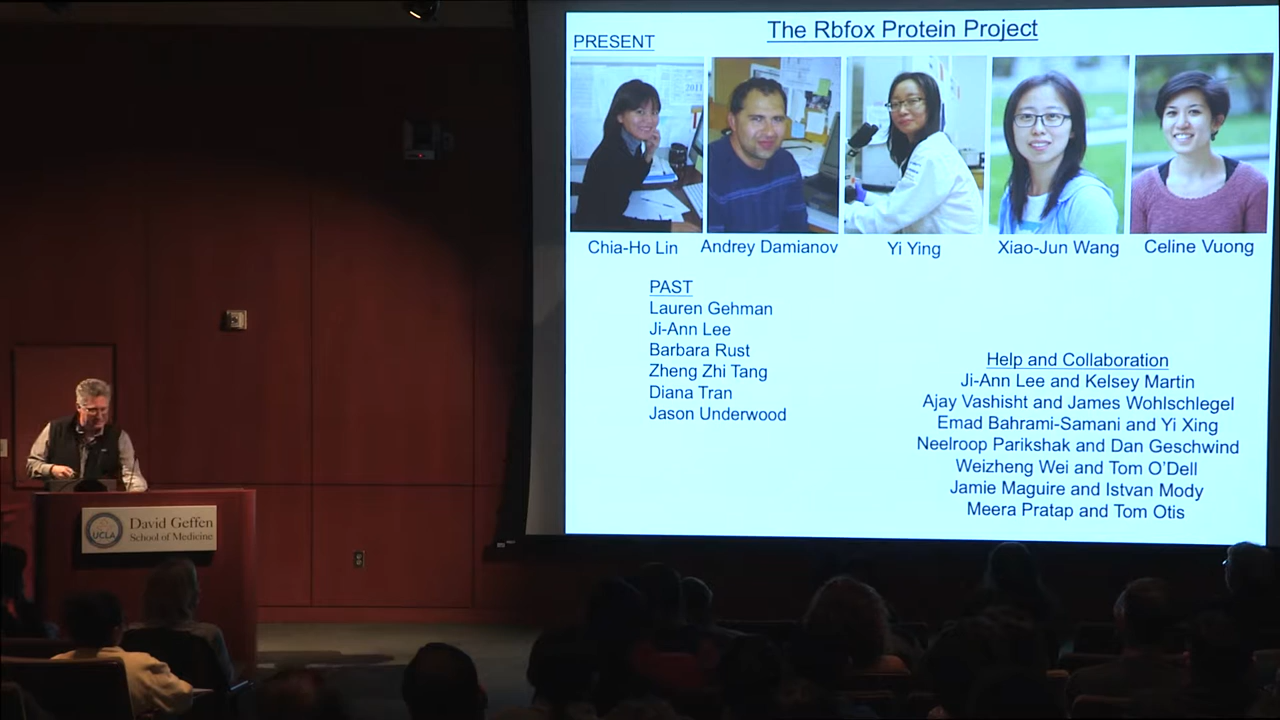 The Rbfox Protein Project
PRESENT
2011
Chia-Ho Lin
Andrey Damianov
Yi Ying
Xiao-Jun Wang
Celine Vuong
PAST
Lauren Gehman
Ji-Ann Lee
Barbara Rust
Zheng Zhi Tang
Diana Tran
Jason Underwood
Help and Collaboration
Ji-Ann Lee and Kelsey Martin
Ajay Vashisht and James Wohlschlegel
Emad Bahrami-Samani and Yi Xing
Neelroop Parikshak and Dan Geschwind
Weizheng Wei and Tom O'Dell
Jamie Maguire and Istvan Mody
Meera Pratap and Tom Otis
UCLA
David Geffen
School of Medicine